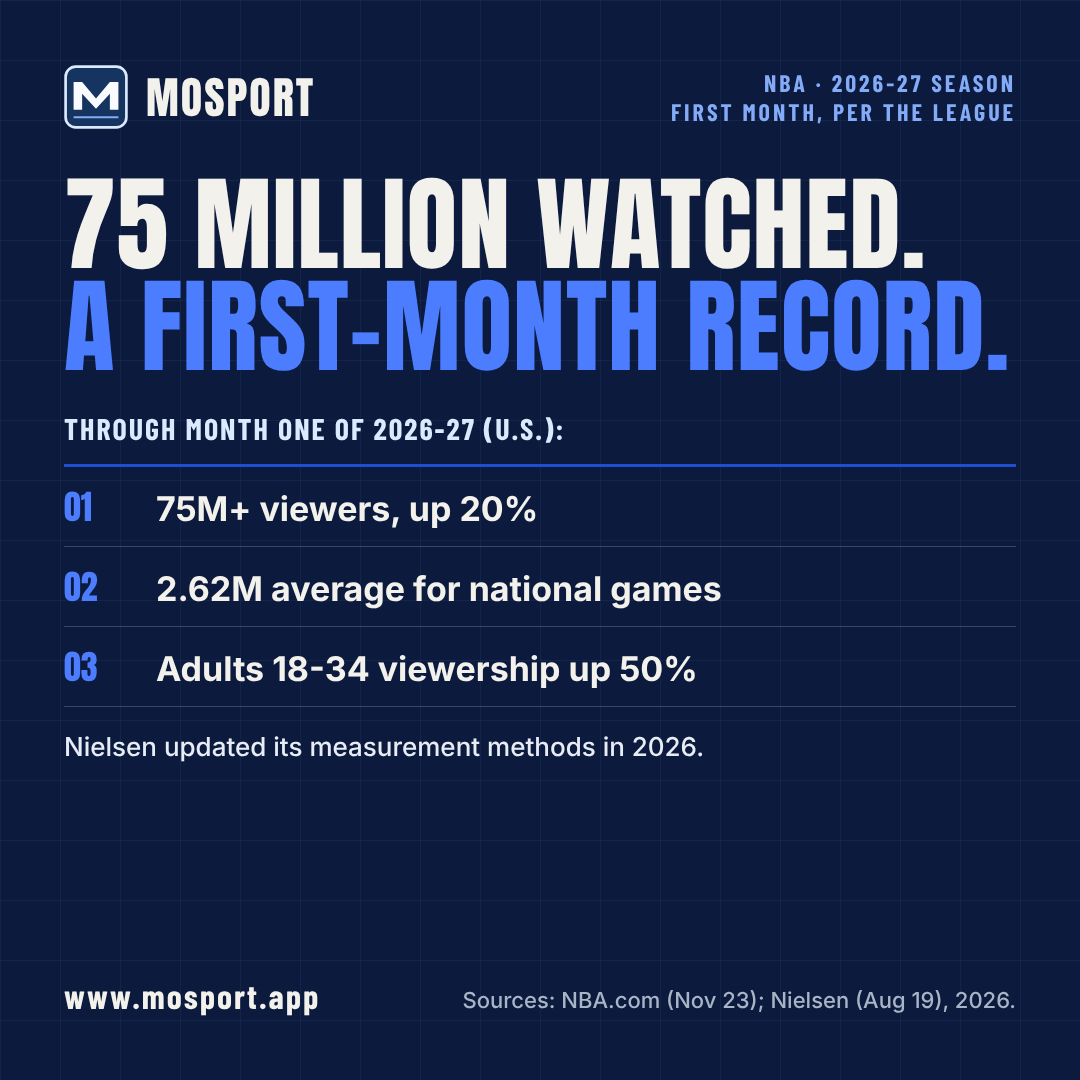 M
MOSPORT
NBA · 2026-27 SEASON
FIRST MONTH, PER THE LEAGUE
75 MILLION WATCHED.
A FIRST-MONTH RECORD.
THROUGH MONTH ONE OF 2026-27 (U.S.):
01 75M+ viewers, up 20%
02 2.62M average for national games
03 Adults 18-34 viewership up 50%
Nielsen updated its measurement methods in 2026.
www.mosport.app
Sources: NBA.com (Nov 23); Nielsen (Aug 19), 2026.